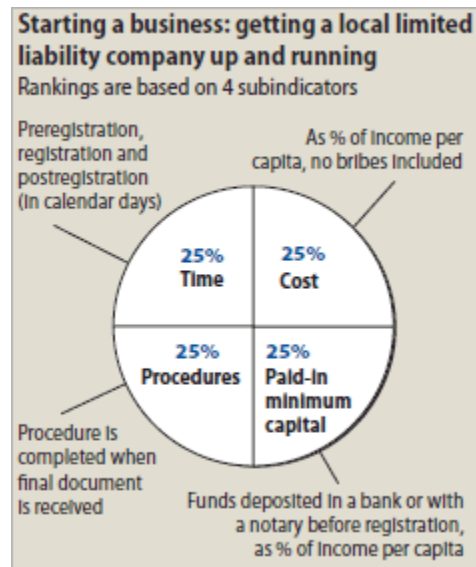 Starting a business: getting a local limited
liability company up and running
Rankings are based on 4 subindicators
Preregistration,
registration and
postregistration
(in calendar days)
As % of income per
capita, no bribes included
25%
Time
25%
Cost
25%
Procedures
25%
Paid-in
minimum
capital
Procedure is
completed when
final document
is received
Funds deposited in a bank or with
a notary before registration,
as % of income per capita